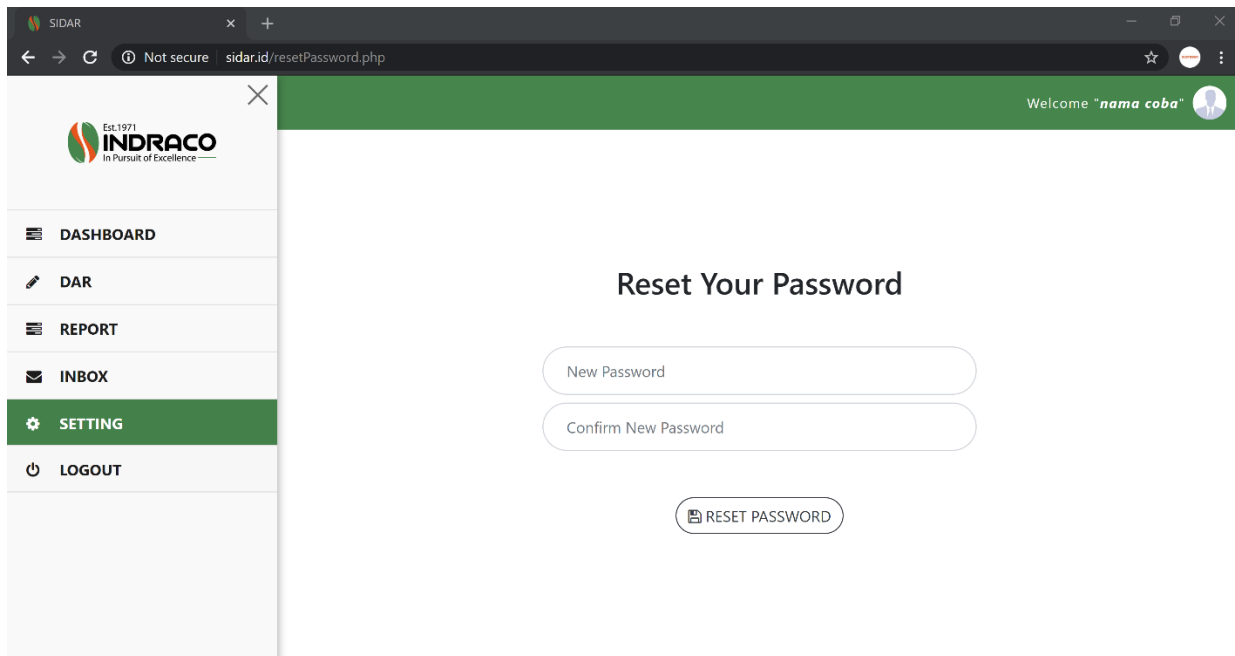 SIDAR
Not secure sidar.id/resetPassword.php
Welcome "nama coba"
Est.1971
INDRACO
In Pursuit of Excellence
DASHBOARD
DAR
REPORT
INBOX
SETTING
LOGOUT
Reset Your Password
New Password
Confirm New Password
RESET PASSWORD